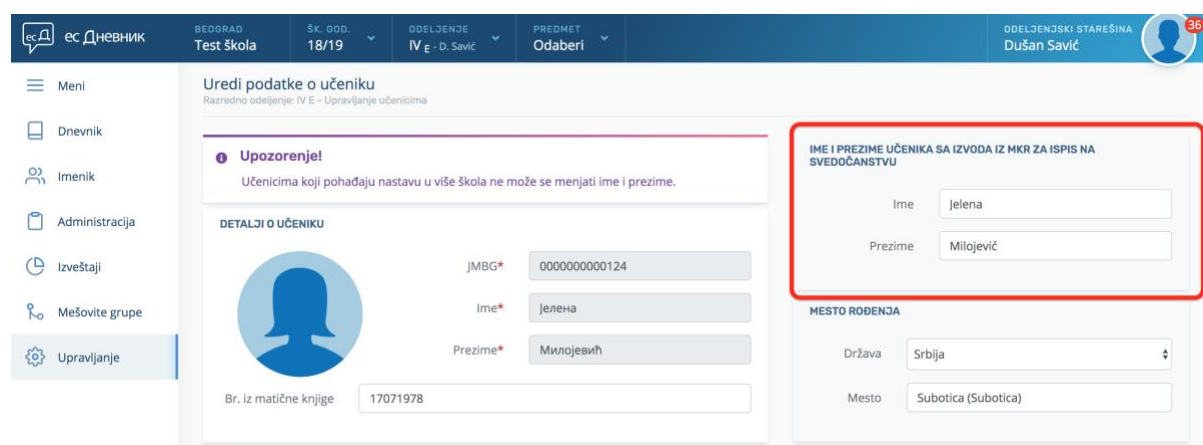 ес Д
ес Дневник
BEOGRAD
Test škola
ŠK. GOD.
18/19
ODELJENJE
IV E - D. Savić
PREDMET
Odaberi
ODELJENJSKI STAREŠINA
Dušan Savić
36
Meni
Dnevnik
Imenik
Administracija
Izveštaji
Mešovite grupe
Upravljanje
Uredi podatke o učeniku
Razredno odeljenje: IV E – Upravljanje učenicima
Upozorenje!
Učenicima koji pohađaju nastavu u više škola ne može se menjati ime i prezime.
DETALJI O UČENIKU
JMBG*
0000000000124
Ime*
Јелена
Prezime*
Милојевић
Br. iz matične knjige
17071978
IME I PREZIME UČENIKA SA IZVODA IZ MKR ZA ISPIS NA
SVEDOČANSTVU
Ime
Jelena
Prezime
Milojević
MESTO ROĐENJA
Država
Srbija
Mesto
Subotica (Subotica)